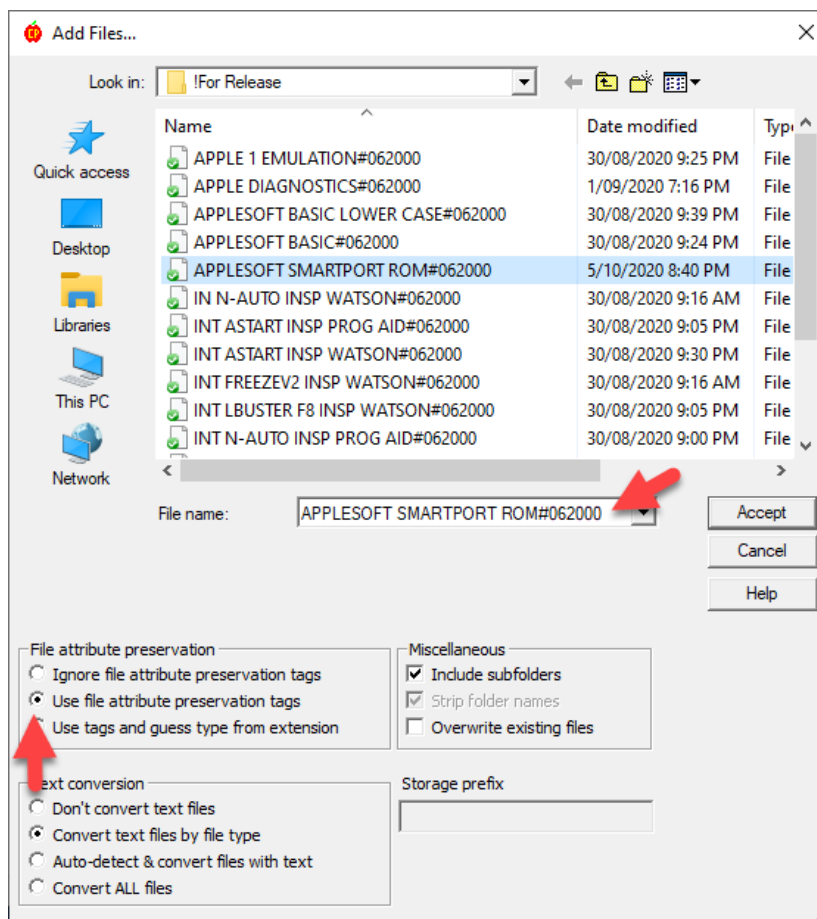 Add Files...
Look in: !For Release
Name Date modified Type
Quick access
Desktop
Libraries
This PC
Network
APPLE 1 EMULATION#062000 30/08/2020 9:25 PM File
APPLE DIAGNOSTICS#062000 1/09/2020 7:16 PM File
APPLESOFT BASIC LOWER CASE#062000 30/08/2020 9:39 PM File
APPLESOFT BASIC#062000 30/08/2020 9:24 PM File
APPLESOFT SMARTPORT ROM#062000 5/10/2020 8:40 PM File
IN N-AUTO INSP WATSON#062000 30/08/2020 9:16 AM File
INT ASTART INSP PROG AID#062000 30/08/2020 9:05 PM File
INT ASTART INSP WATSON#062000 30/08/2020 9:30 PM File
INT FREEZEV2 INSP WATSON#062000 30/08/2020 9:16 AM File
INT LBUSTER F8 INSP WATSON#062000 30/08/2020 9:05 PM File
INT N-AUTO INSP PROG AID#062000 30/08/2020 9:00 PM File
File name: APPLESOFT SMARTPORT ROM#062000
Accept
Cancel
Help
File attribute preservation
Ignore file attribute preservation tags
Use file attribute preservation tags
Use tags and guess type from extension
Miscellaneous
Include subfolders
Strip folder names
Overwrite existing files
Text conversion
Don't convert text files
Convert text files by file type
Auto-detect & convert files with text
Convert ALL files
Storage prefix